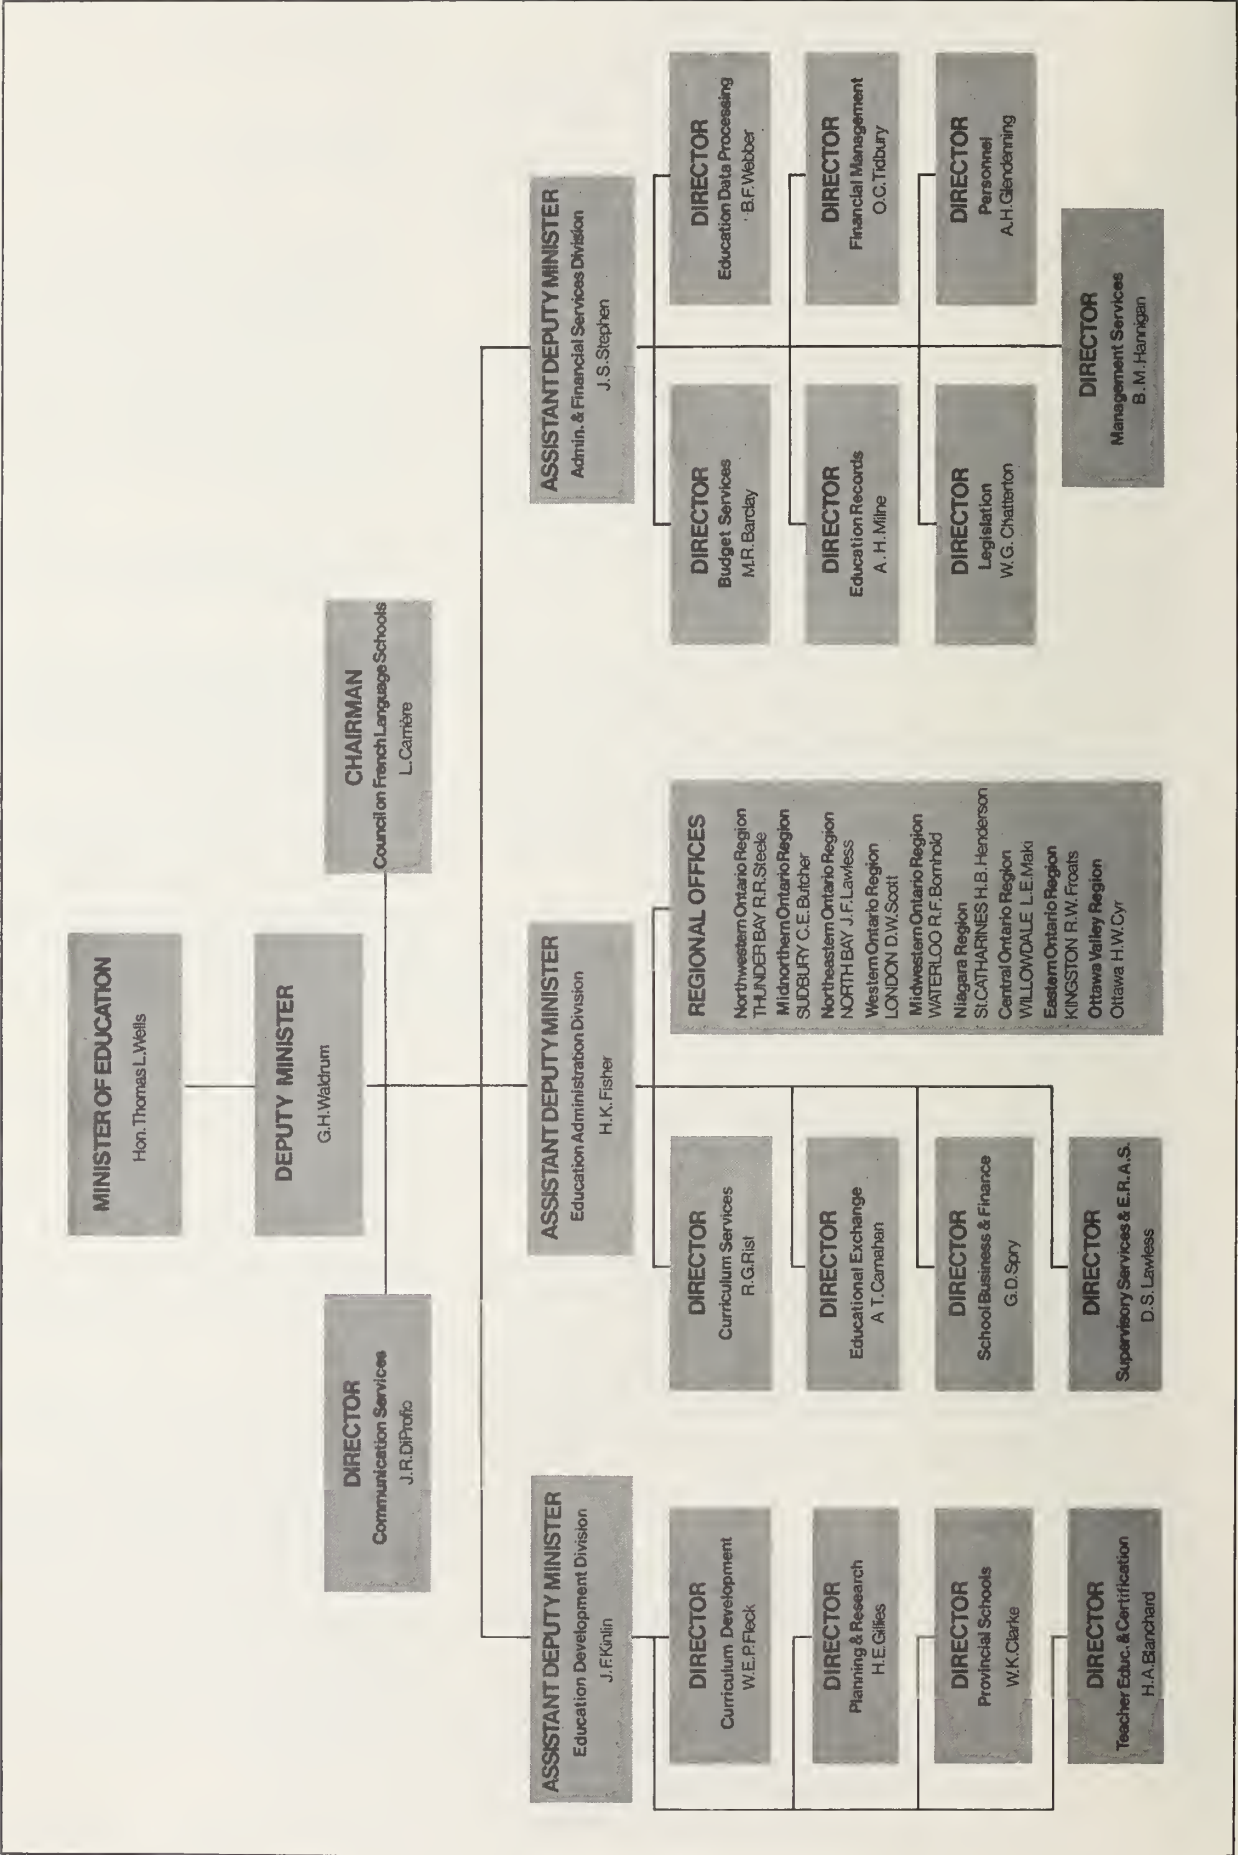 MINISTER OF EDUCATION
Hon. Thomas L. Wells
DEPUTY MINISTER
G.H. Waldrum
DIRECTOR
Communication Services
J.R. DiProfio
CHAIRMAN
Council on French Language Schools
L. Carrière
ASSISTANT DEPUTY MINISTER
Education Development Division
J.F. Kinlin
DIRECTOR
Curriculum Development
W.E.P. Fleck
DIRECTOR
Planning & Research
H.E. Gillies
DIRECTOR
Provincial Schools
W.K. Clarke
DIRECTOR
Teacher Educ. & Certification
H.A. Blanchard
ASSISTANT DEPUTY MINISTER
Education Administration Division
H.K. Fisher
DIRECTOR
Curriculum Services
R.G. Rist
DIRECTOR
Educational Exchange
A T. Carnahan
DIRECTOR
School Business & Finance
G.D. Spry
DIRECTOR
Supervisory Services & E.R.A.S.
D.S. Lawless
REGIONAL OFFICES
Northwestern Ontario Region
THUNDER BAY R.R. Steele
Midnorthern Ontario Region
SUDBURY C.E. Butcher
Northeastern Ontario Region
NORTH BAY J.F. Lawless
Western Ontario Region
LONDON D.W. Scott
Midwestern Ontario Region
WATERLOO R.F. Bornhold
Niagara Region
St. CATHARINES H.B. Henderson
Central Ontario Region
WILLOWDALE L.E. Maki
Eastern Ontario Region
KINGSTON R.W. Froats
Ottawa Valley Region
Ottawa H.W. Cyr
ASSISTANT DEPUTY MINISTER
Admin. & Financial Services Division
J.S. Stephen
DIRECTOR
Budget Services
M.R. Barclay
DIRECTOR
Education Data Processing
B.F. Webber
DIRECTOR
Education Records
A.H. Milne
DIRECTOR
Financial Management
O.C. Tidbury
DIRECTOR
Legislation
W.G. Chatterton
DIRECTOR
Personnel
A.H. Glendenning
DIRECTOR
Management Services
B.M. Hannigan